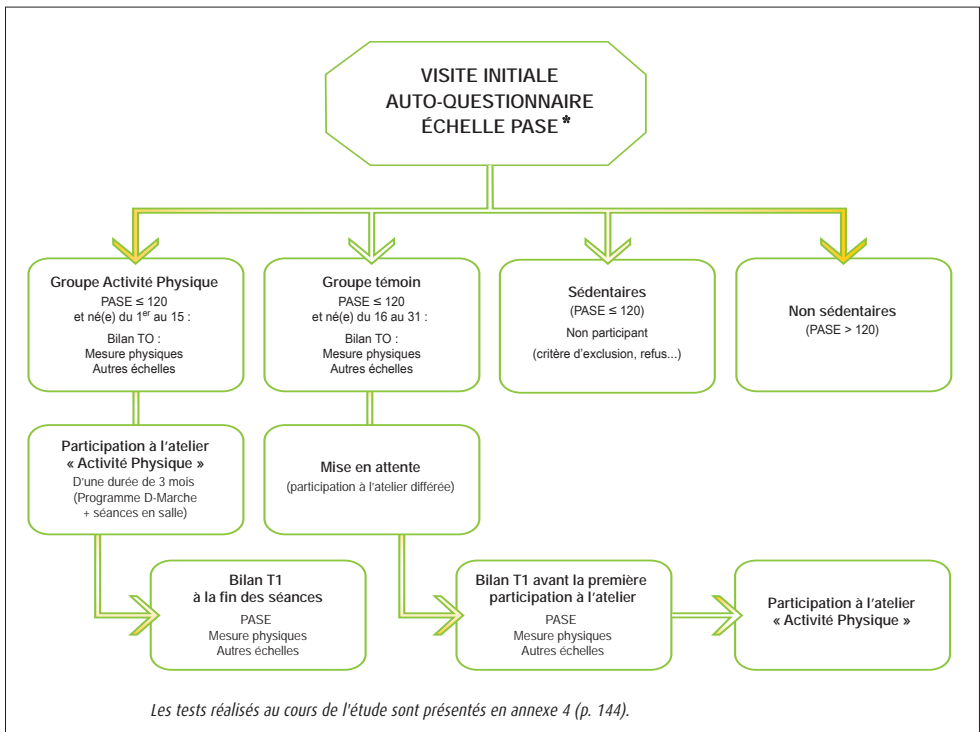 VISITE INITIALE
AUTO-QUESTIONNAIRE
ÉCHELLE PASE*
Groupe Activité Physique
PASE ≤ 120
et né(e) du 1er au 15 :
Bilan TO :
Mesure physiques
Autres échelles
Groupe témoin
PASE ≤ 120
et né(e) du 16 au 31 :
Bilan TO :
Mesure physiques
Autres échelles
Sédentaires
(PASE ≤ 120)
Non participant
(critère d'exclusion, refus...)
Non sédentaires
(PASE > 120)
Participation à l'atelier
« Activité Physique »
D'une durée de 3 mois
(Programme D-Marche
+ séances en salle)
Mise en attente
(participation à l'atelier différée)
Bilan T1
à la fin des séances
PASE
Mesure physiques
Autres échelles
Bilan T1 avant la première
participation à l'atelier
PASE
Mesure physiques
Autres échelles
Participation à l'atelier
« Activité Physique »
Les tests réalisés au cours de l'étude sont présentés en annexe 4 (p. 144).